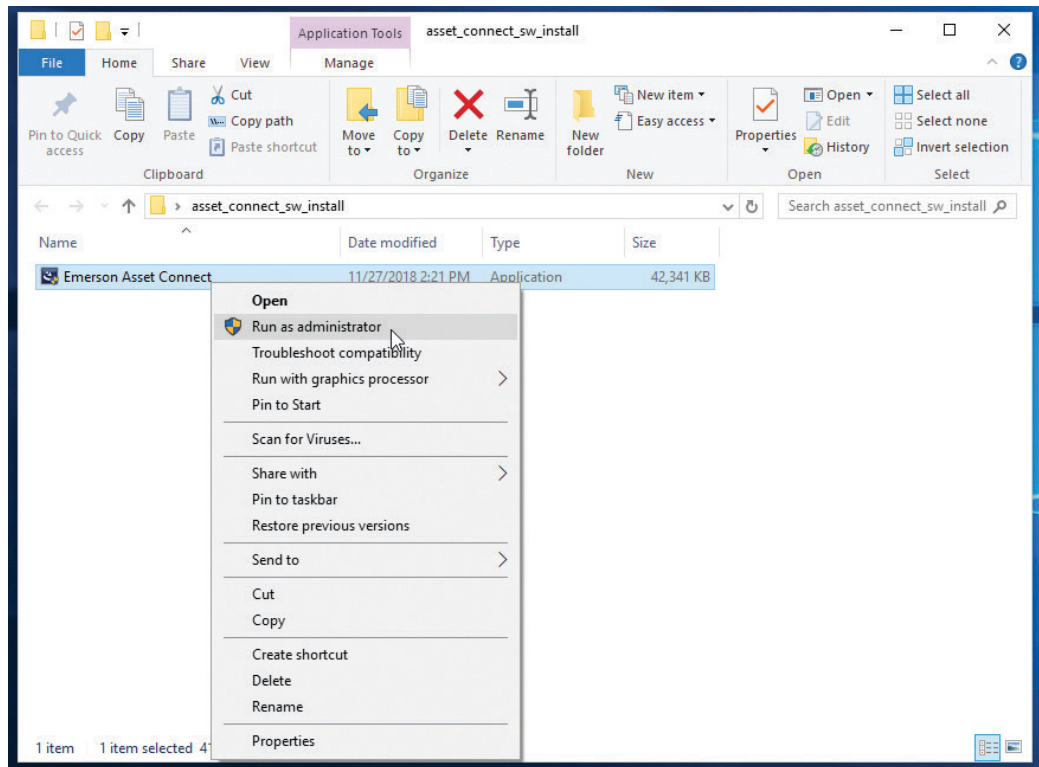 Application Tools asset_connect_sw_install
File Home Share View Manage
Pin to Quick access
Copy
Paste
Cut
Copy path
Paste shortcut
Move to
Copy to
Delete
Rename
New folder
New item
Easy access
Properties
Open
Edit
History
Select all
Select none
Invert selection
Clipboard Organize New Open Select
asset_connect_sw_install
Search asset_connect_sw_install
Name Date modified Type Size
Emerson Asset Connect 11/27/2018 2:21 PM Application 42,341 KB
Open
Run as administrator
Troubleshoot compatibility
Run with graphics processor
Pin to Start
Scan for Viruses...
Share with
Pin to taskbar
Restore previous versions
Send to
Cut
Copy
Create shortcut
Delete
Rename
Properties
1 item 1 item selected